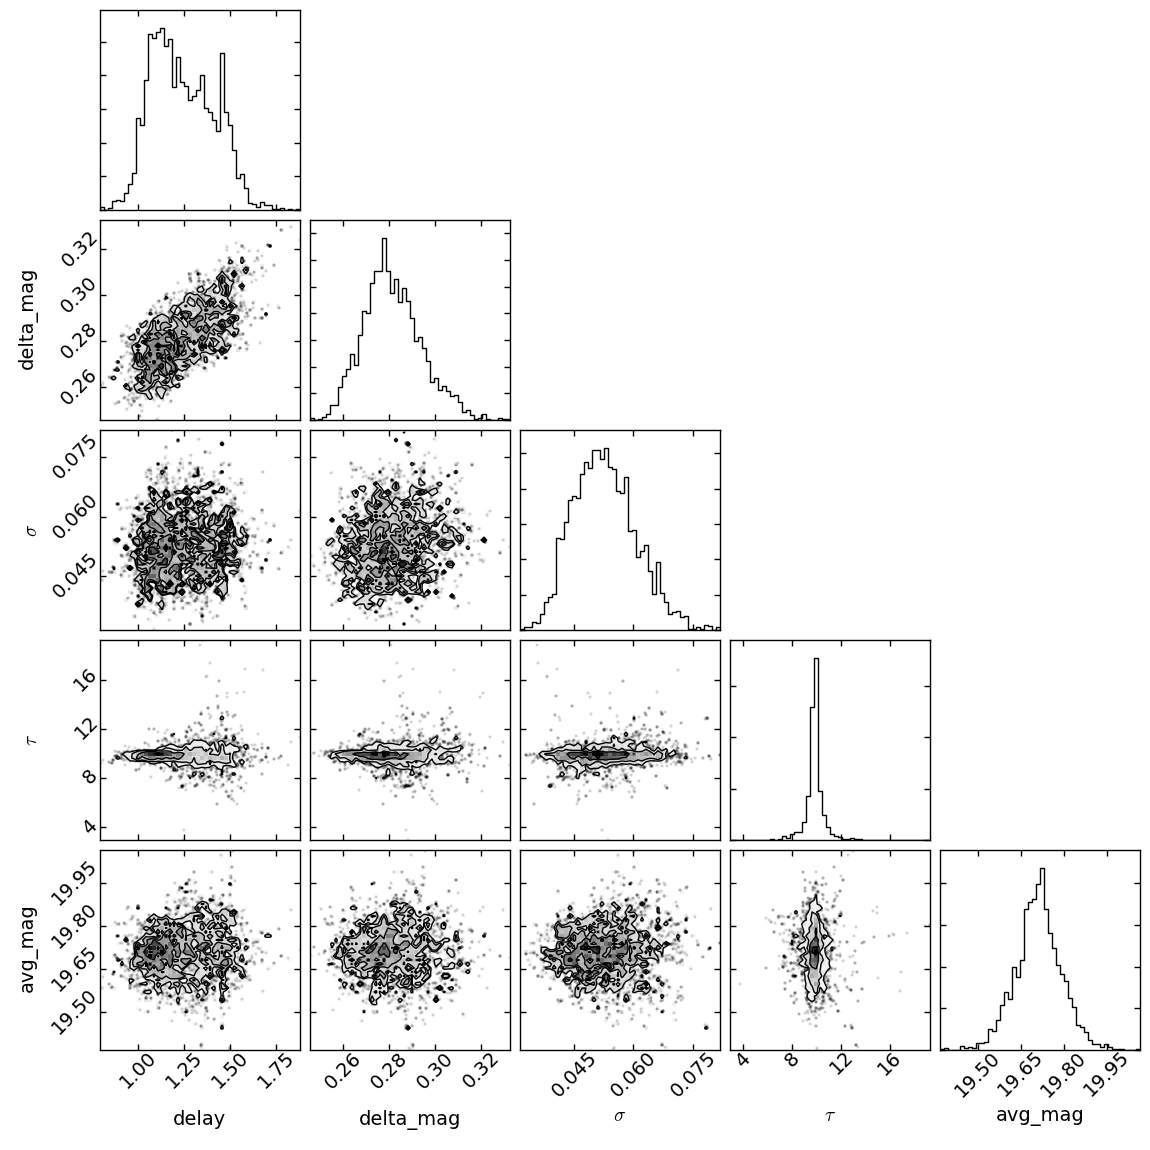 delta_mag
0.32
0.30
0.28
0.26
σ
0.075
0.060
0.045
τ
16
12
8
4
avg_mag
19.95
19.80
19.65
19.50
1.00 1.25 1.50 1.75
0.26 0.28 0.30 0.32
0.045 0.060 0.075
4 8 12 16
19.50 19.65 19.80 19.95
delay
delta_mag
σ
τ
avg_mag